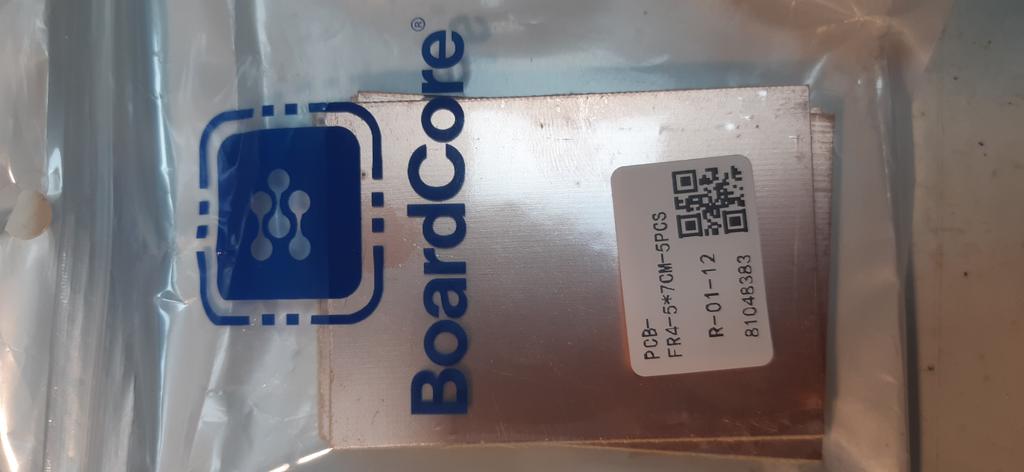 BoardCore®
PCB-
FR4-5*7CM-5PCS
R-01-12
81048383